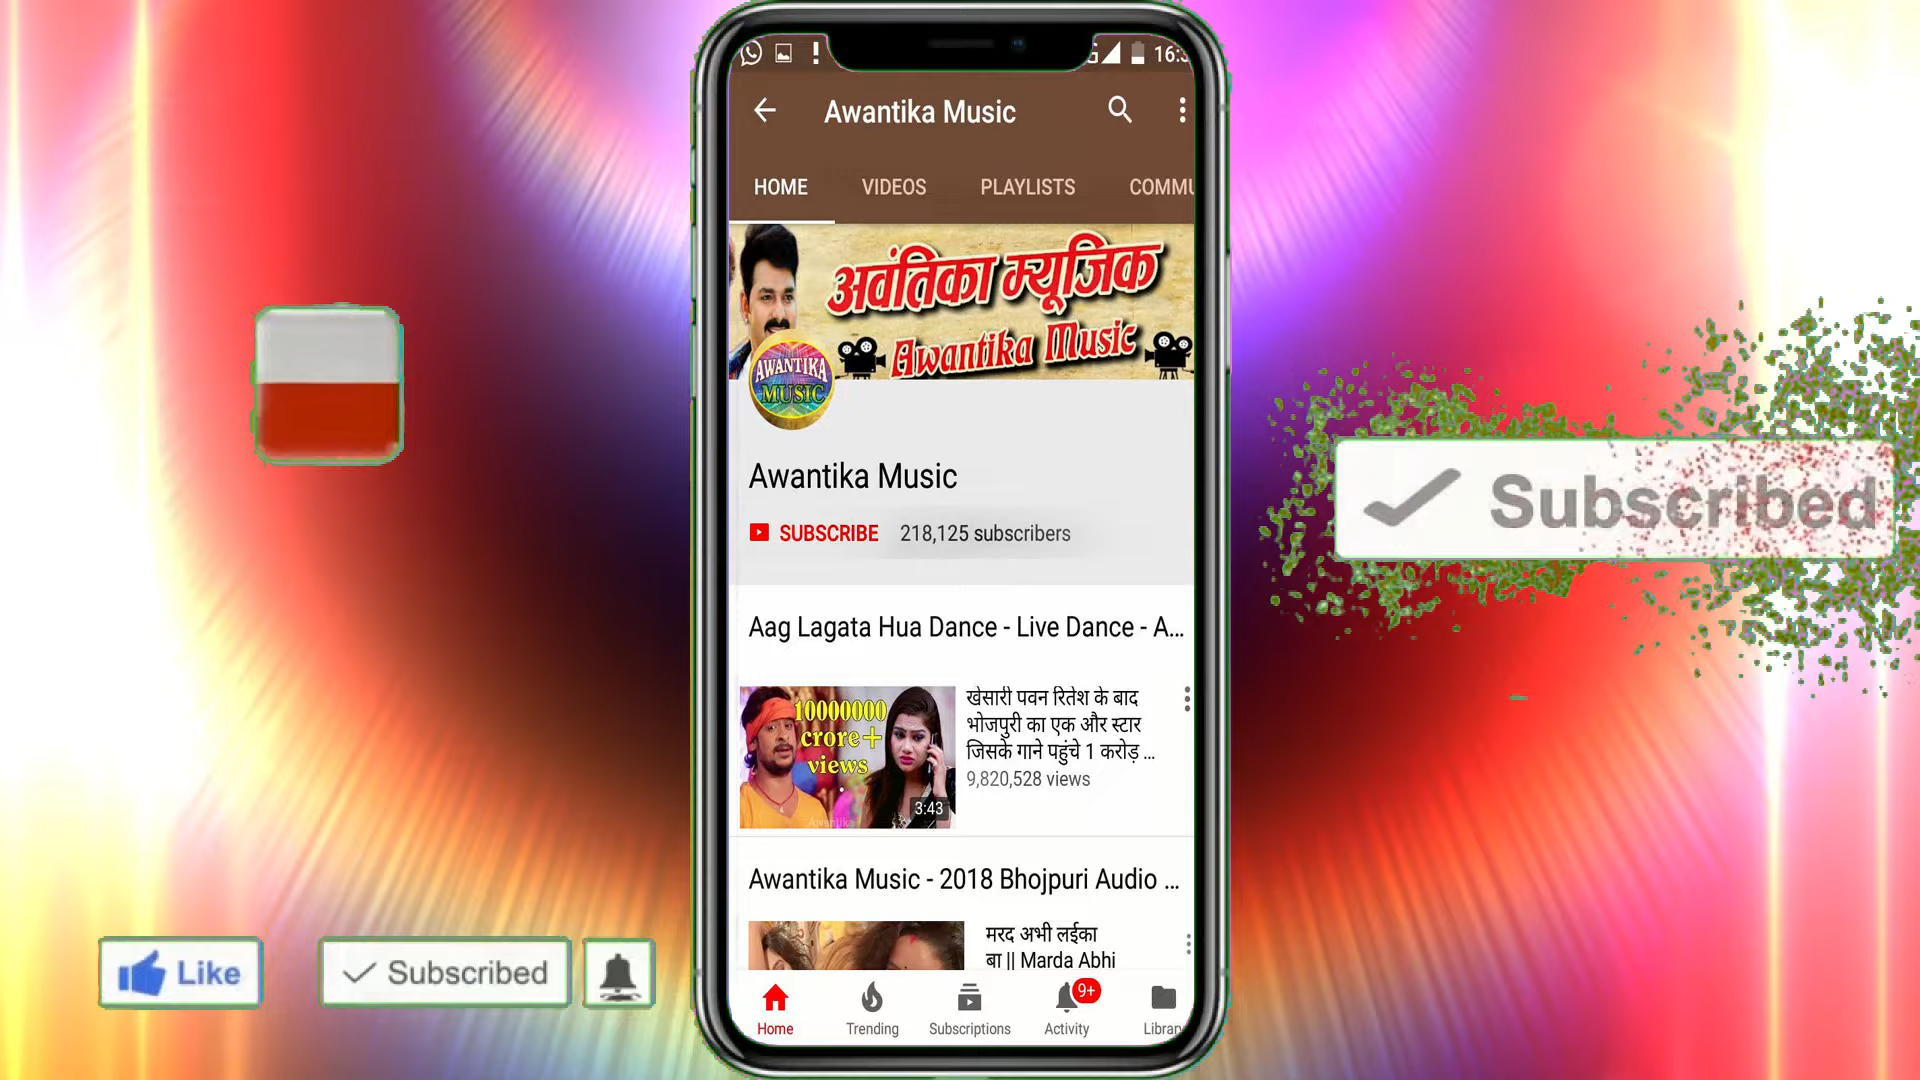 16:3
Awantika Music
HOME VIDEOS PLAYLISTS COMMU
अवंतिका म्यूजिक
Awantika Music
AWANTIKA
MUSIC
Awantika Music
SUBSCRIBE 218,125 subscribers
Aag Lagata Hua Dance - Live Dance - A...
10000000
crore+
views
3:43
Awantika
खेसारी पवन रितेश के बाद
भोजपुरी का एक और स्टार
जिसके गाने पहुंचे 1 करोड़ ...
9,820,528 views
Awantika Music - 2018 Bhojpuri Audio ...
मरद अभी लईका
बा || Marda Abhi
9+
Home Trending Subscriptions Activity Library
Like
Subscribed
Subscribed